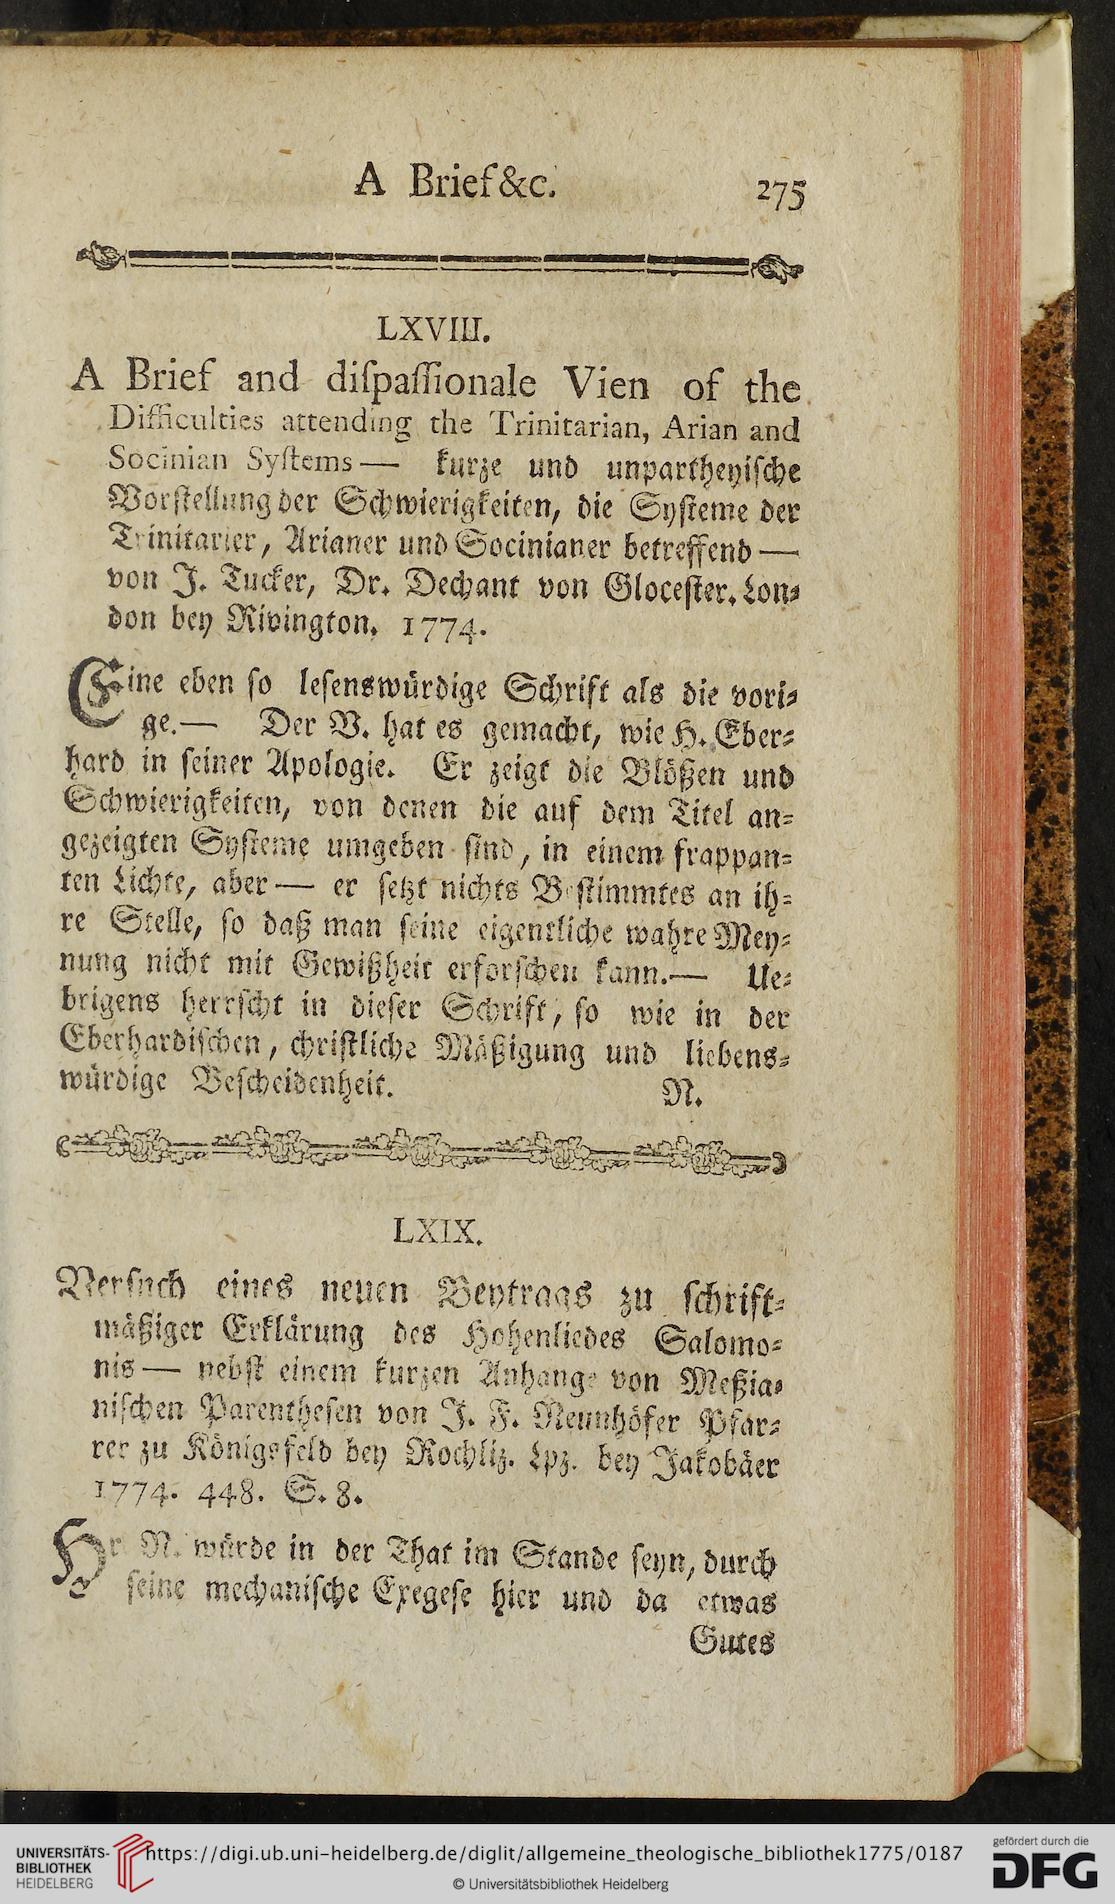 A Brief &c. 275
LXVIII.
A Brief and diſpaſſionale Vien of the
Difficulties attending the Trinitarian, Arian and
Socinian Syſtems — kurze und unpartheyiſche
Vorſtellung der Schwierigkeiten, die Syſteme der
Trinitarier, Arianer und Socinianer betreffend —
von J. Tucker, Dr. Dechant von Gloceſter. Lon⸗
don bey Rivington. 1774.
Eine eben ſo leſenswürdige Schrift als die vori⸗
ge. — Der V. hat es gemacht, wie H. Eber⸗
hard in ſeiner Apologie. Er zeigt die Blößen und
Schwierigkeiten, von denen die auf dem Titel an⸗
gezeigten Syſteme umgeben ſind, in einem frappan⸗
ten Lichte, aber — er ſetzt nichts Beſtimmtes an ih⸗
re Stelle, ſo daß man ſeine eigentliche wahre Mey⸗
nung nicht mit Gewißheit erforſchen kann. — Ue⸗
brigens herrſcht in dieſer Schrift, ſo wie in der
Eberhardiſchen, chriſtliche Mäßigung und liebens⸗
würdige Beſcheidenheit. N.
LXIX.
Verſuch eines neuen Beytrags zu ſchrift⸗
mäßiger Erklärung des Hohenliedes Salomo⸗
nis — nebſt einem kurzen Anhange von Meßia⸗
niſchen Parentheſen von J. F. Neunhöfer Pfar⸗
rer zu Königsfeld bey Rochliz. Lpz. bey Jakobäer
1774. 448. S. 8.
Hr N. würde in der That im Stande ſeyn, durch
ſeine mechaniſche Exegeſe hier und da etwas
Gutes
UNIVERSITÄTS-
BIBLIOTHEK
HEIDELBERG
https://digi.ub.uni-heidelberg.de/diglit/allgemeine_theologische_bibliothek1775/0187
© Universitätsbibliothek Heidelberg
gefördert durch die
DFG